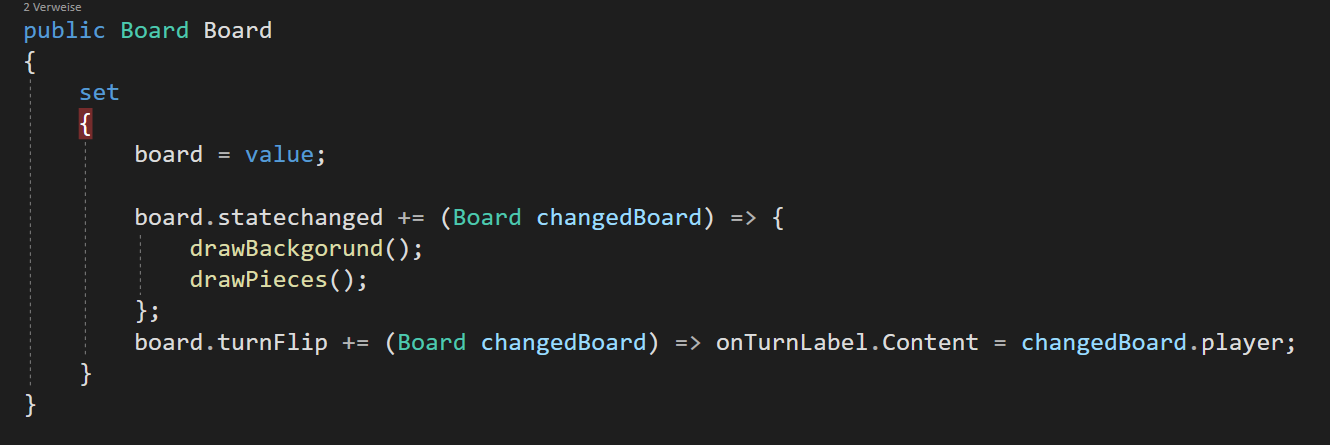 2 Verweise
public Board Board
{
set
{
board = value;
board.statechanged += (Board changedBoard) => {
drawBackgorund();
drawPieces();
};
board.turnFlip += (Board changedBoard) => onTurnLabel.Content = changedBoard.player;
}
}